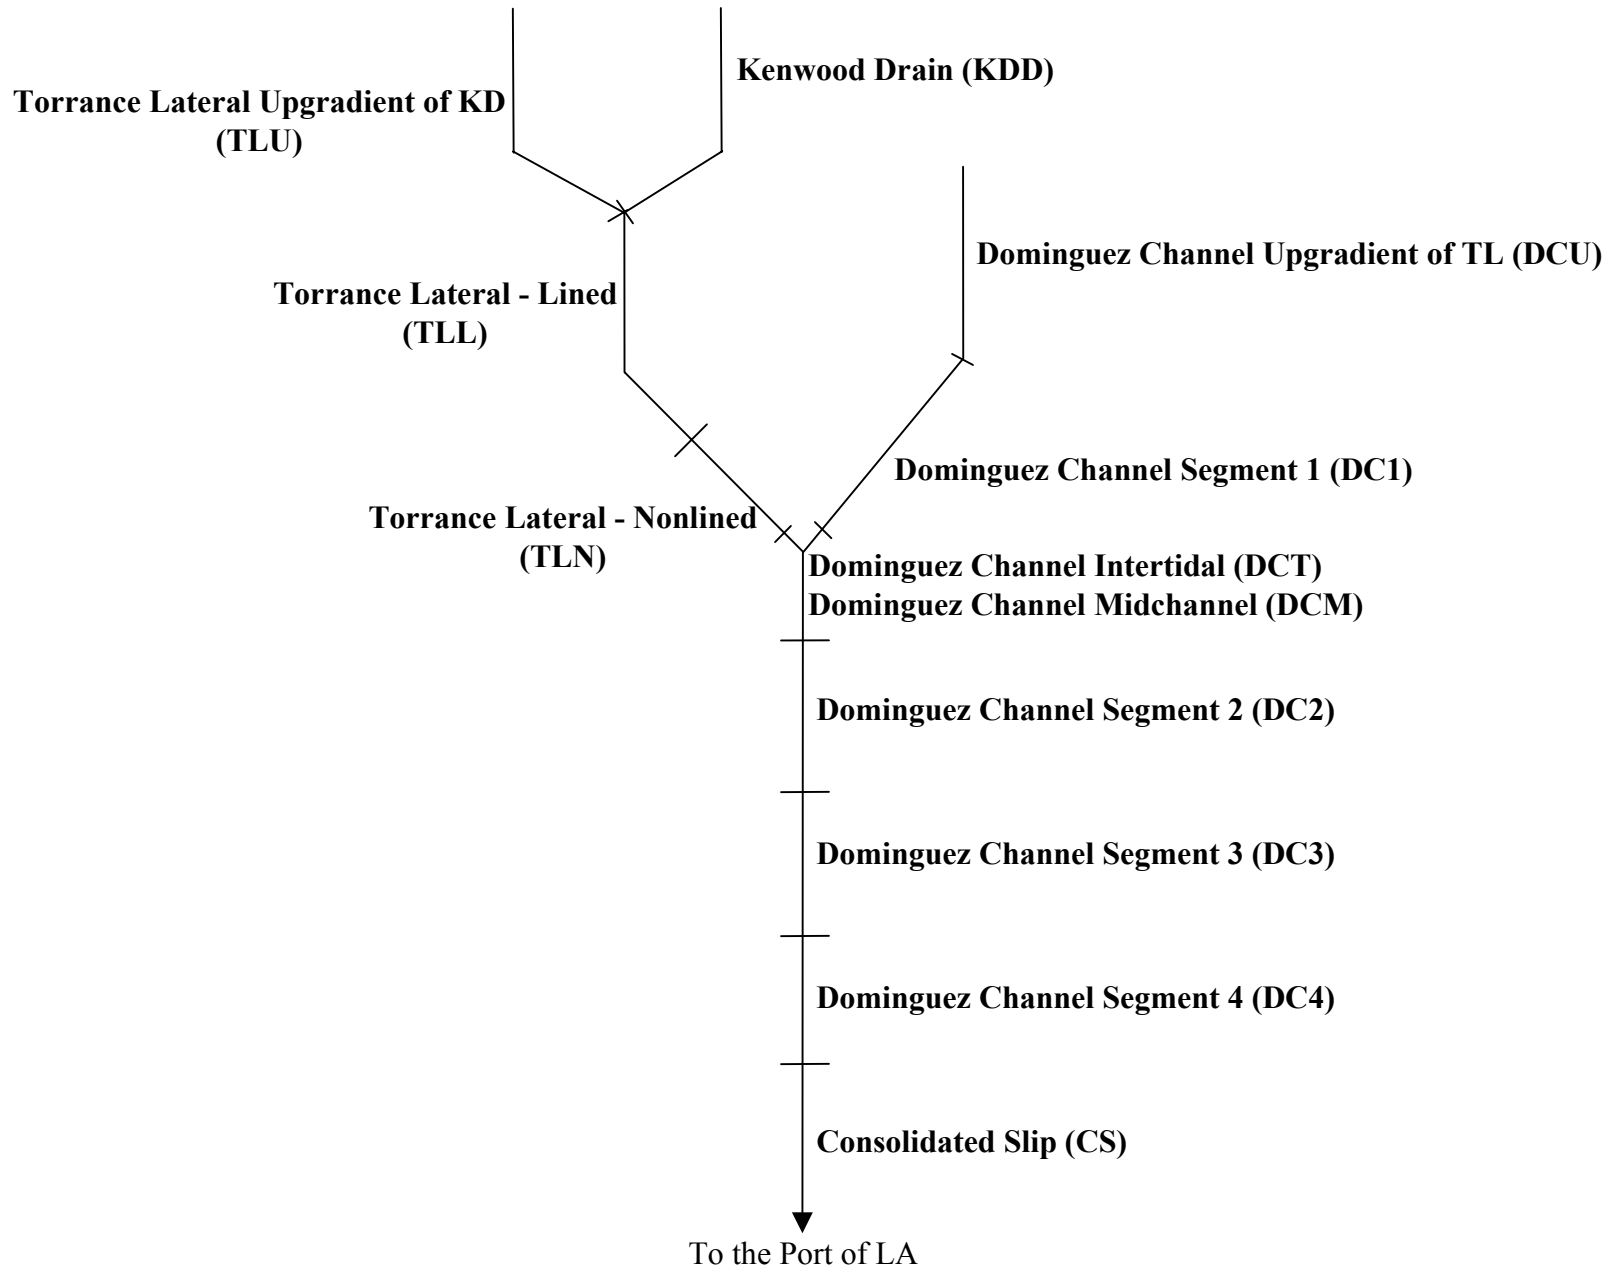 Kenwood Drain (KDD)
Torrance Lateral Upgradient of KD
(TLU)
Dominguez Channel Upgradient of TL (DCU)
Torrance Lateral - Lined
(TLL)
Dominguez Channel Segment 1 (DC1)
Torrance Lateral - Nonlined
(TLN)
Dominguez Channel Intertidal (DCT)
Dominguez Channel Midchannel (DCM)
Dominguez Channel Segment 2 (DC2)
Dominguez Channel Segment 3 (DC3)
Dominguez Channel Segment 4 (DC4)
Consolidated Slip (CS)
To the Port of LA